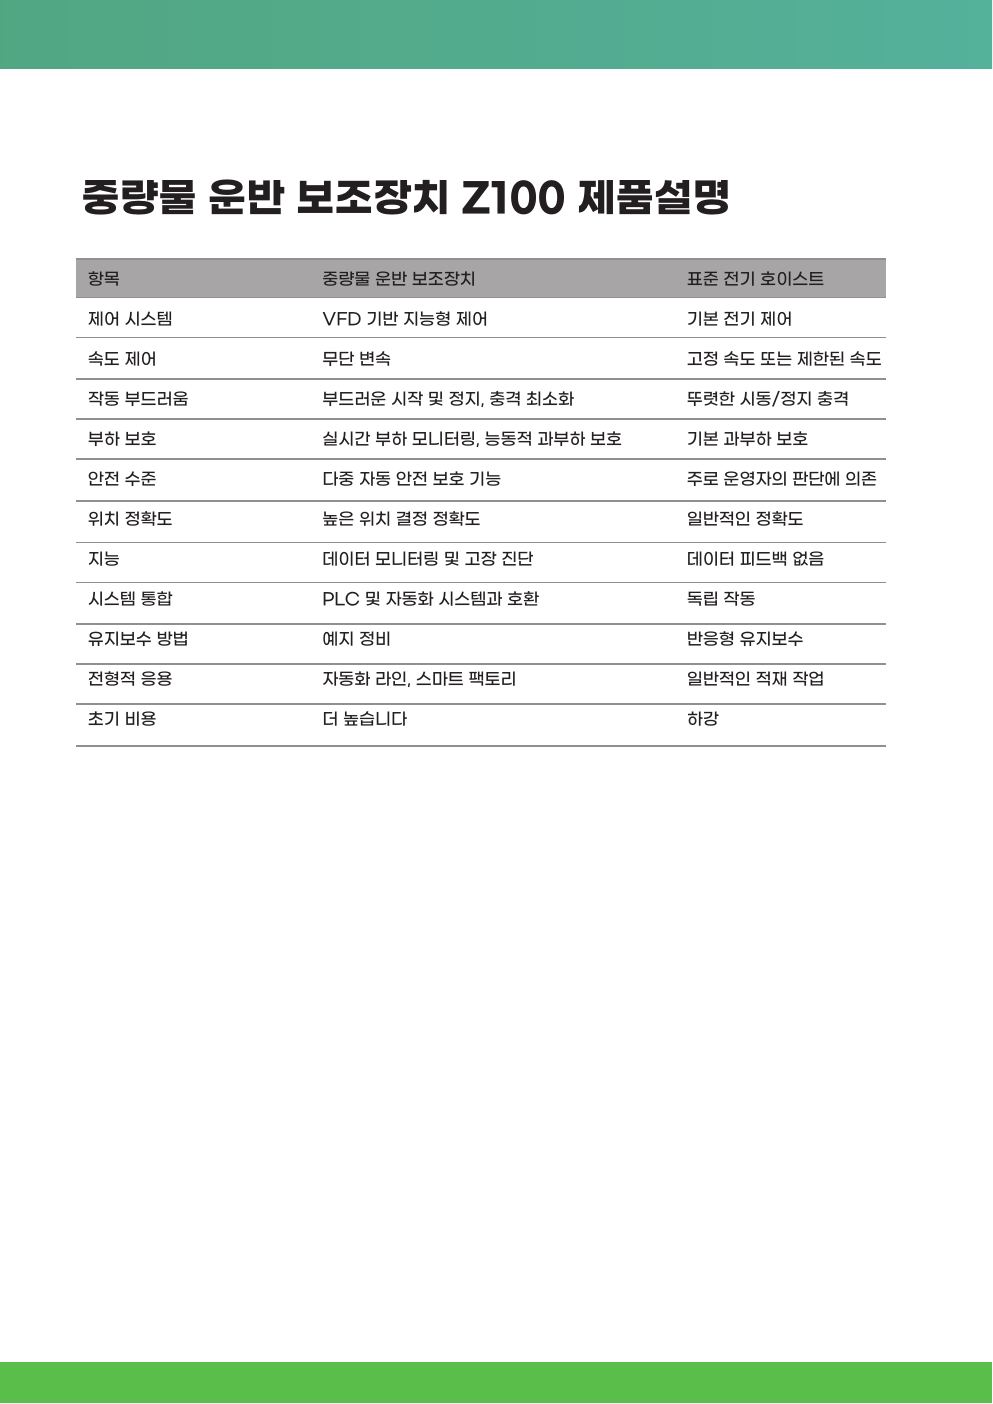 중량물 운반 보조장치 Z100 제품설명
항목 중량물 운반 보조장치 표준 전기 호이스트
제어 시스템 VFD 기반 지능형 제어 기본 전기 제어
속도 제어 무단 변속 고정 속도 또는 제한된 속도
작동 부드러움 부드러운 시작 및 정지, 충격 최소화 뚜렷한 시동/정지 충격
부하 보호 실시간 부하 모니터링, 능동적 과부하 보호 기본 과부하 보호
안전 수준 다중 자동 안전 보호 기능 주로 운영자의 판단에 의존
위치 정확도 높은 위치 결정 정확도 일반적인 정확도
지능 데이터 모니터링 및 고장 진단 데이터 피드백 없음
시스템 통합 PLC 및 자동화 시스템과 호환 독립 작동
유지보수 방법 예지 정비 반응형 유지보수
전형적 응용 자동화 라인, 스마트 팩토리 일반적인 적재 작업
초기 비용 더 높습니다 하강